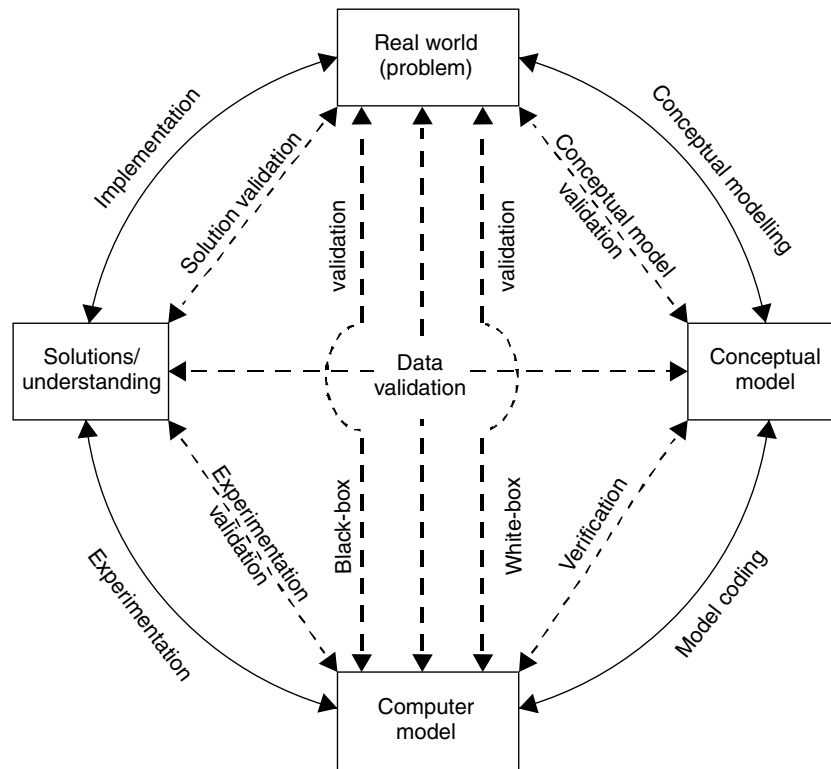 Real world
(problem)
Implementation
Solution validation
validation
validation
Conceptual model
validation
Conceptual modelling
Solutions/
understanding
Data
validation
Conceptual
model
Experimentation
Experimentation
validation
Black-box
White-box
Verification
Model coding
Computer
model